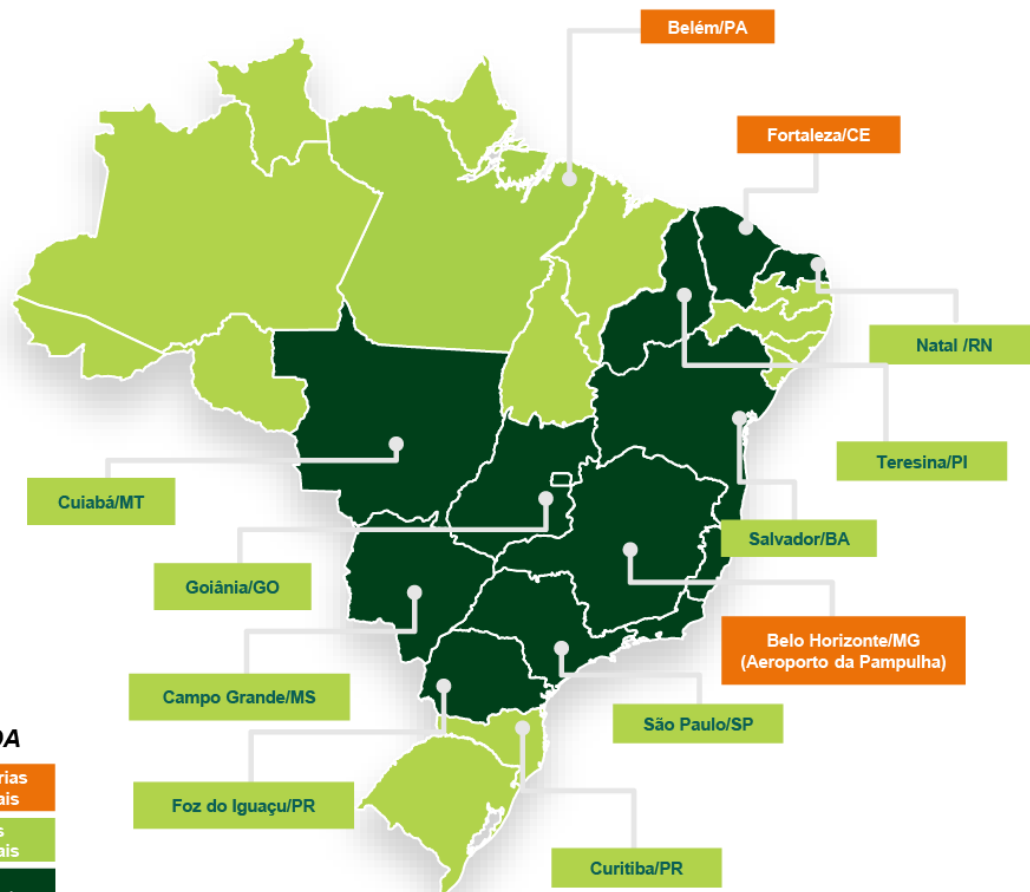 Belém/PA
Fortaleza/CE
Natal /RN
Teresina/PI
Cuiabá/MT
Salvador/BA
Goiânia/GO
Belo Horizonte/MG
(Aeroporto da Pampulha)
Campo Grande/MS
São Paulo/SP
Foz do Iguaçu/PR
Curitiba/PR